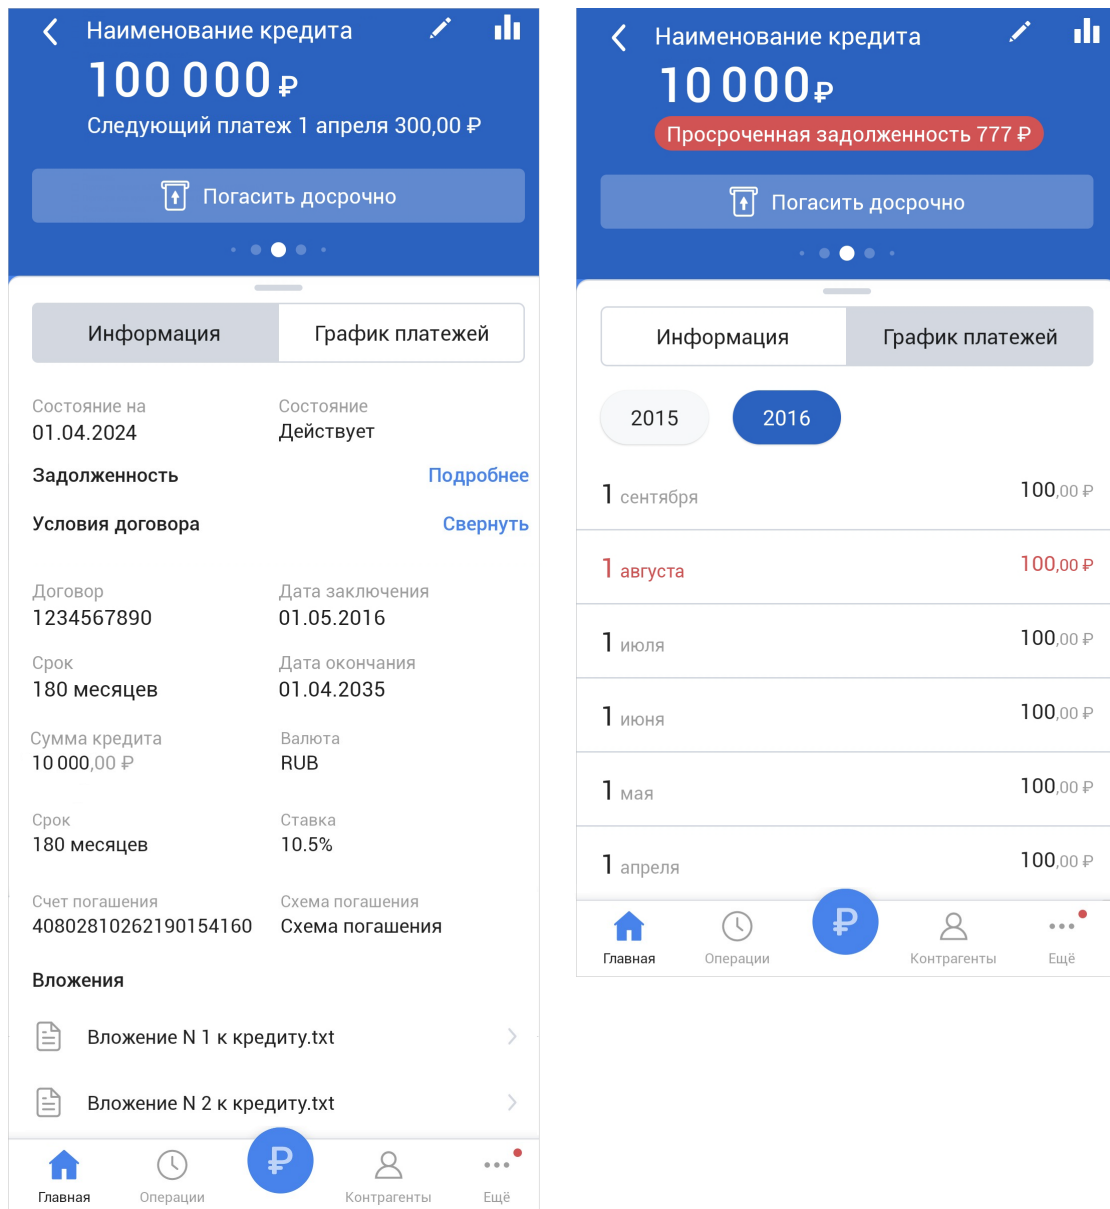 Наименование кредита
100 000 ₽
Следующий платеж 1 апреля 300,00 ₽
Погасить досрочно
Информация
График платежей
Состояние на
Состояние
01.04.2024
Действует
Задолженность
Подробнее
Условия договора
Свернуть
Договор
Дата заключения
1234567890
01.05.2016
Срок
Дата окончания
180 месяцев
01.04.2035
Сумма кредита
Валюта
10 000,00 ₽
RUB
Срок
Ставка
180 месяцев
10.5%
Счет погашения
Схема погашения
40802810262190154160
Схема погашения
Вложения
Вложение N 1 к кредиту.txt
Вложение N 2 к кредиту.txt
₽
Главная
Операции
Контрагенты
Ещё
Наименование кредита
10 000 ₽
Просроченная задолженность 777 ₽
Погасить досрочно
Информация
График платежей
2015
2016
1 сентября 100,00 ₽
1 августа 100,00 ₽
1 июля 100,00 ₽
1 июня 100,00 ₽
1 мая 100,00 ₽
1 апреля 100,00 ₽
₽
Главная
Операции
Контрагенты
Ещё